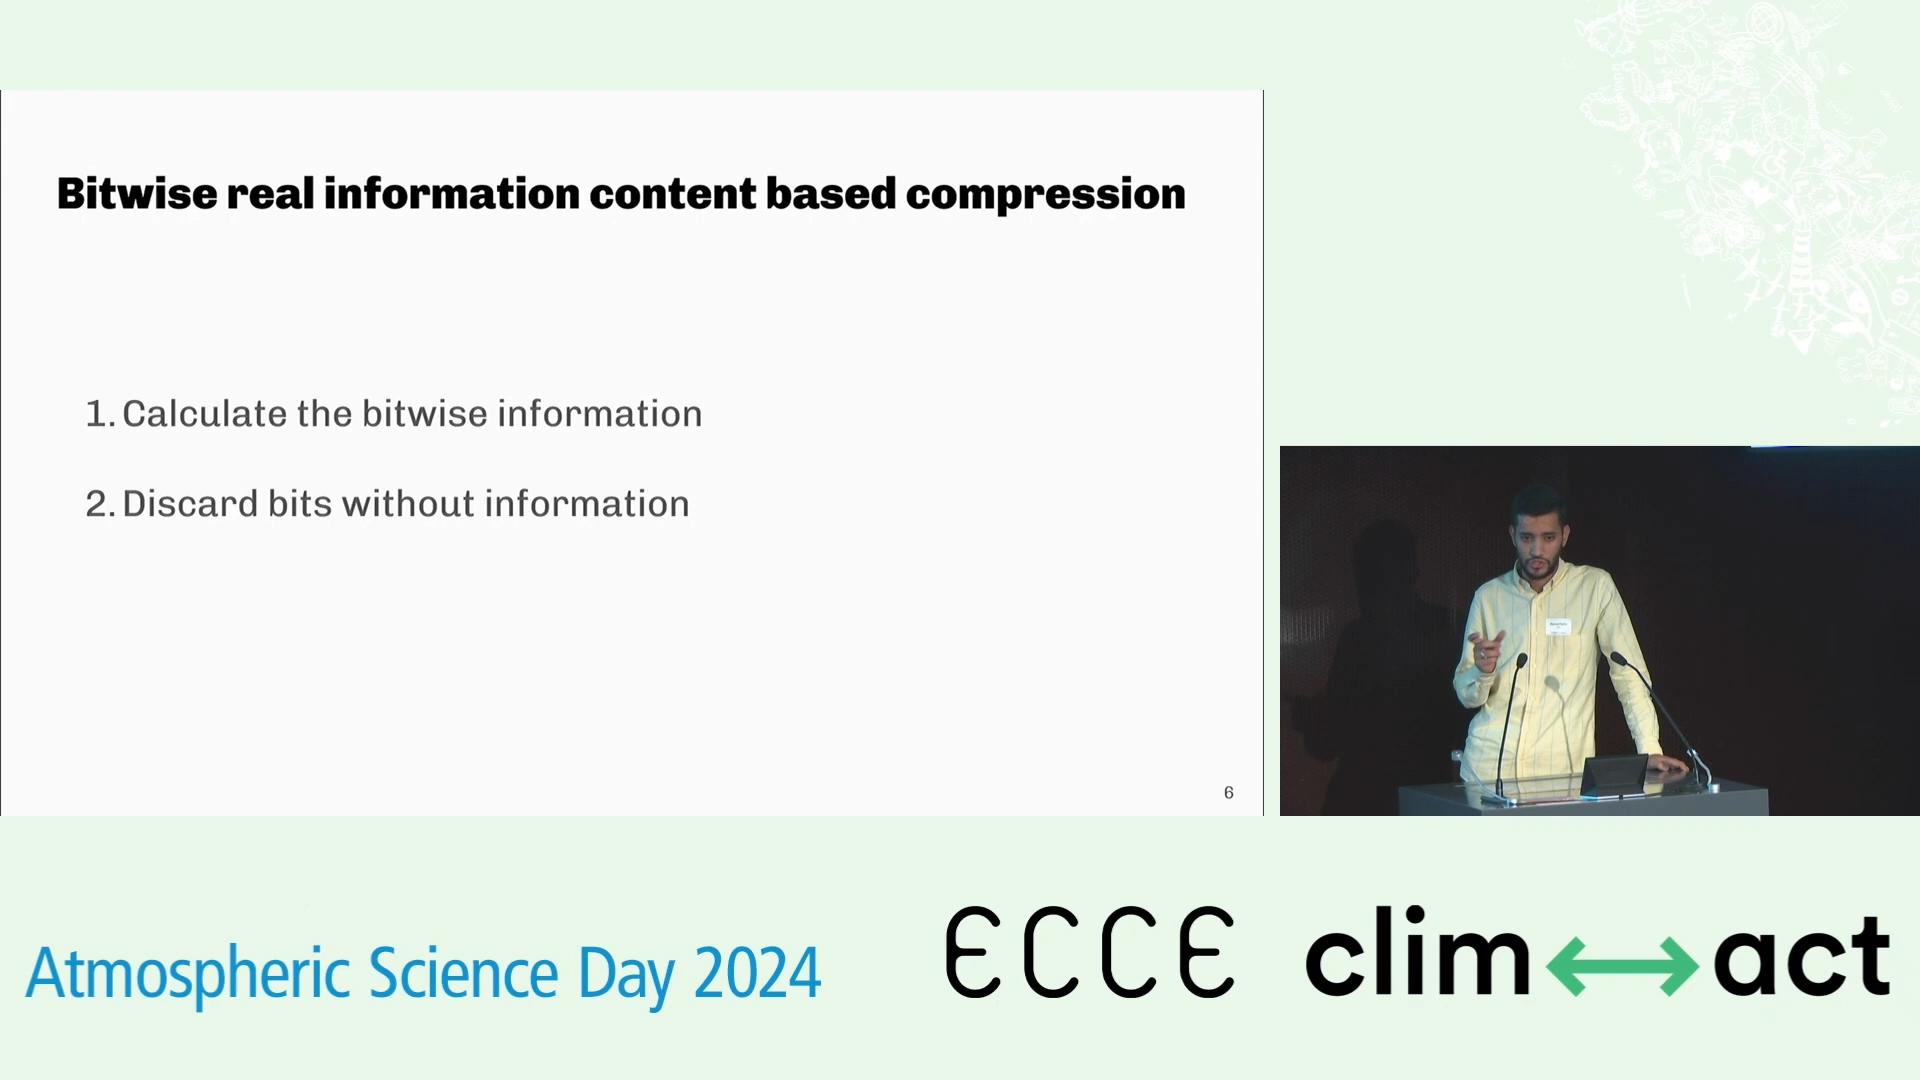 Bitwise real information content based compression
1. Calculate the bitwise information
2. Discard bits without information
6
Atmospheric Science Day 2024
ECCE
clim↔act